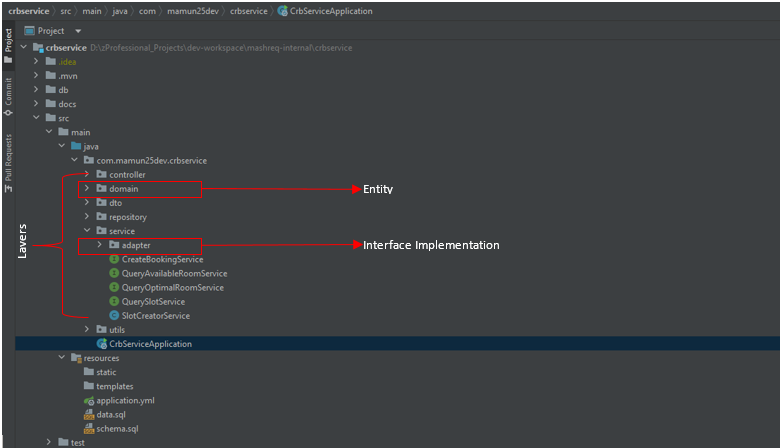 crbservice > src > main > java > com > mamun25dev > crbservice > CrbServiceApplication
Project
Project
Commit
Pull Requests
crbservice D:\zProfessional_Projects\dev-workspace\mashreq-internal\crbservice
.idea
.mvn
db
docs
src
main
java
com.mamun25dev.crbservice
Lavers
controller
domain
Entity
dto
repository
service
adapter
Interface Implementation
CreateBookingService
QueryAvailableRoomService
QueryOptimalRoomService
QuerySlotService
SlotCreatorService
utils
CrbServiceApplication
resources
static
templates
application.yml
data.sql
schema.sql
test